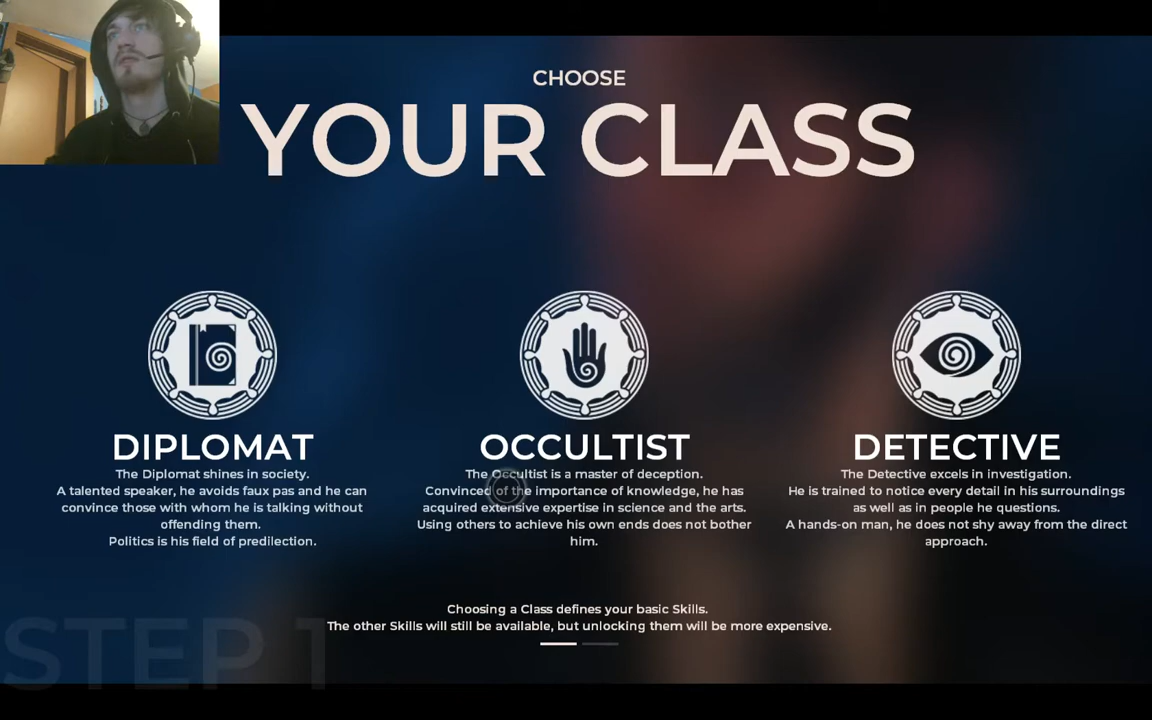 CHOOSE
YOUR CLASS
DIPLOMAT
The Diplomat shines in society.
A talented speaker, he avoids faux pas and he can
convince those with whom he is talking without
offending them.
Politics is his field of predilection.
OCCULTIST
The Occultist is a master of deception.
Convinced of the importance of knowledge, he has
acquired extensive expertise in science and the arts.
Using others to achieve his own ends does not bother
him.
DETECTIVE
The Detective excels in investigation.
He is trained to notice every detail in his surroundings
as well as in people he questions.
A hands-on man, he does not shy away from the direct
approach.
Choosing a Class defines your basic Skills.
The other Skills will still be available, but unlocking them will be more expensive.
STEP 1